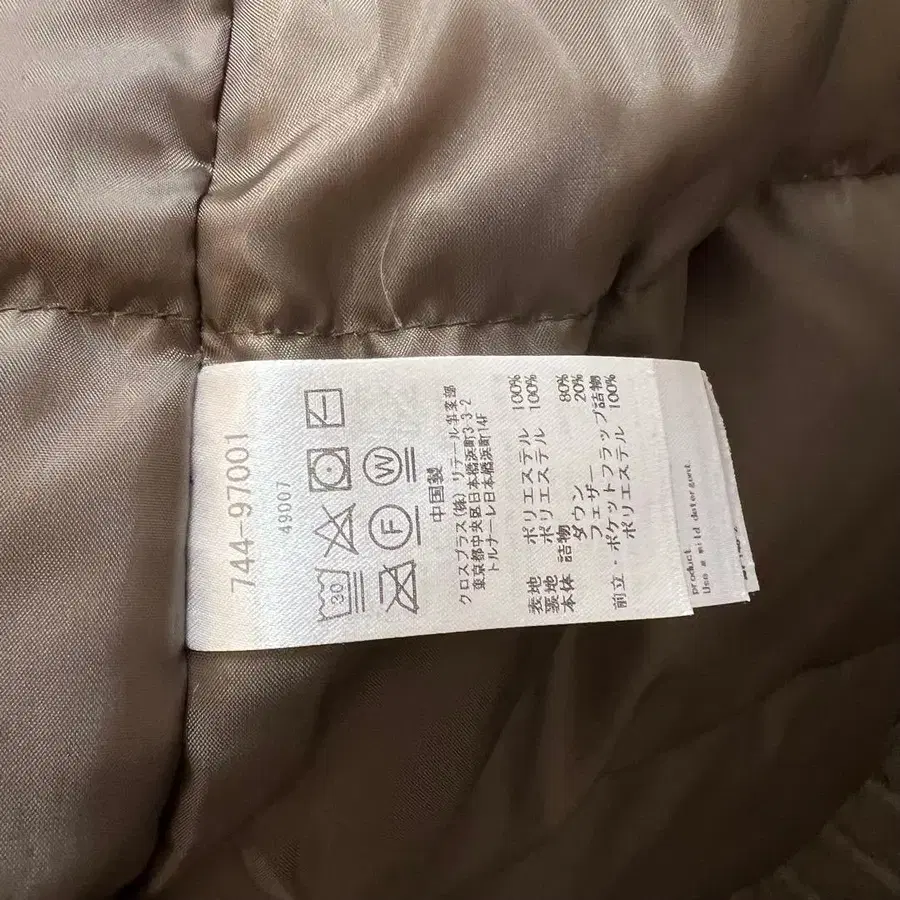 744-97001
49007
30
F
W
中国製
クロスプラス(株) リテール事業部
東京都中央区日本橋浜町3-3-2
トルナーレ日本橋浜町14F
表地 ポリエステル 100%
裏地 ポリエステル 100%
本体 詰物 ダウン 80%
フェザー 20%
前立・ポケットフラップ詰物
ポリエステル 100%
product.
Use a mild detergent.